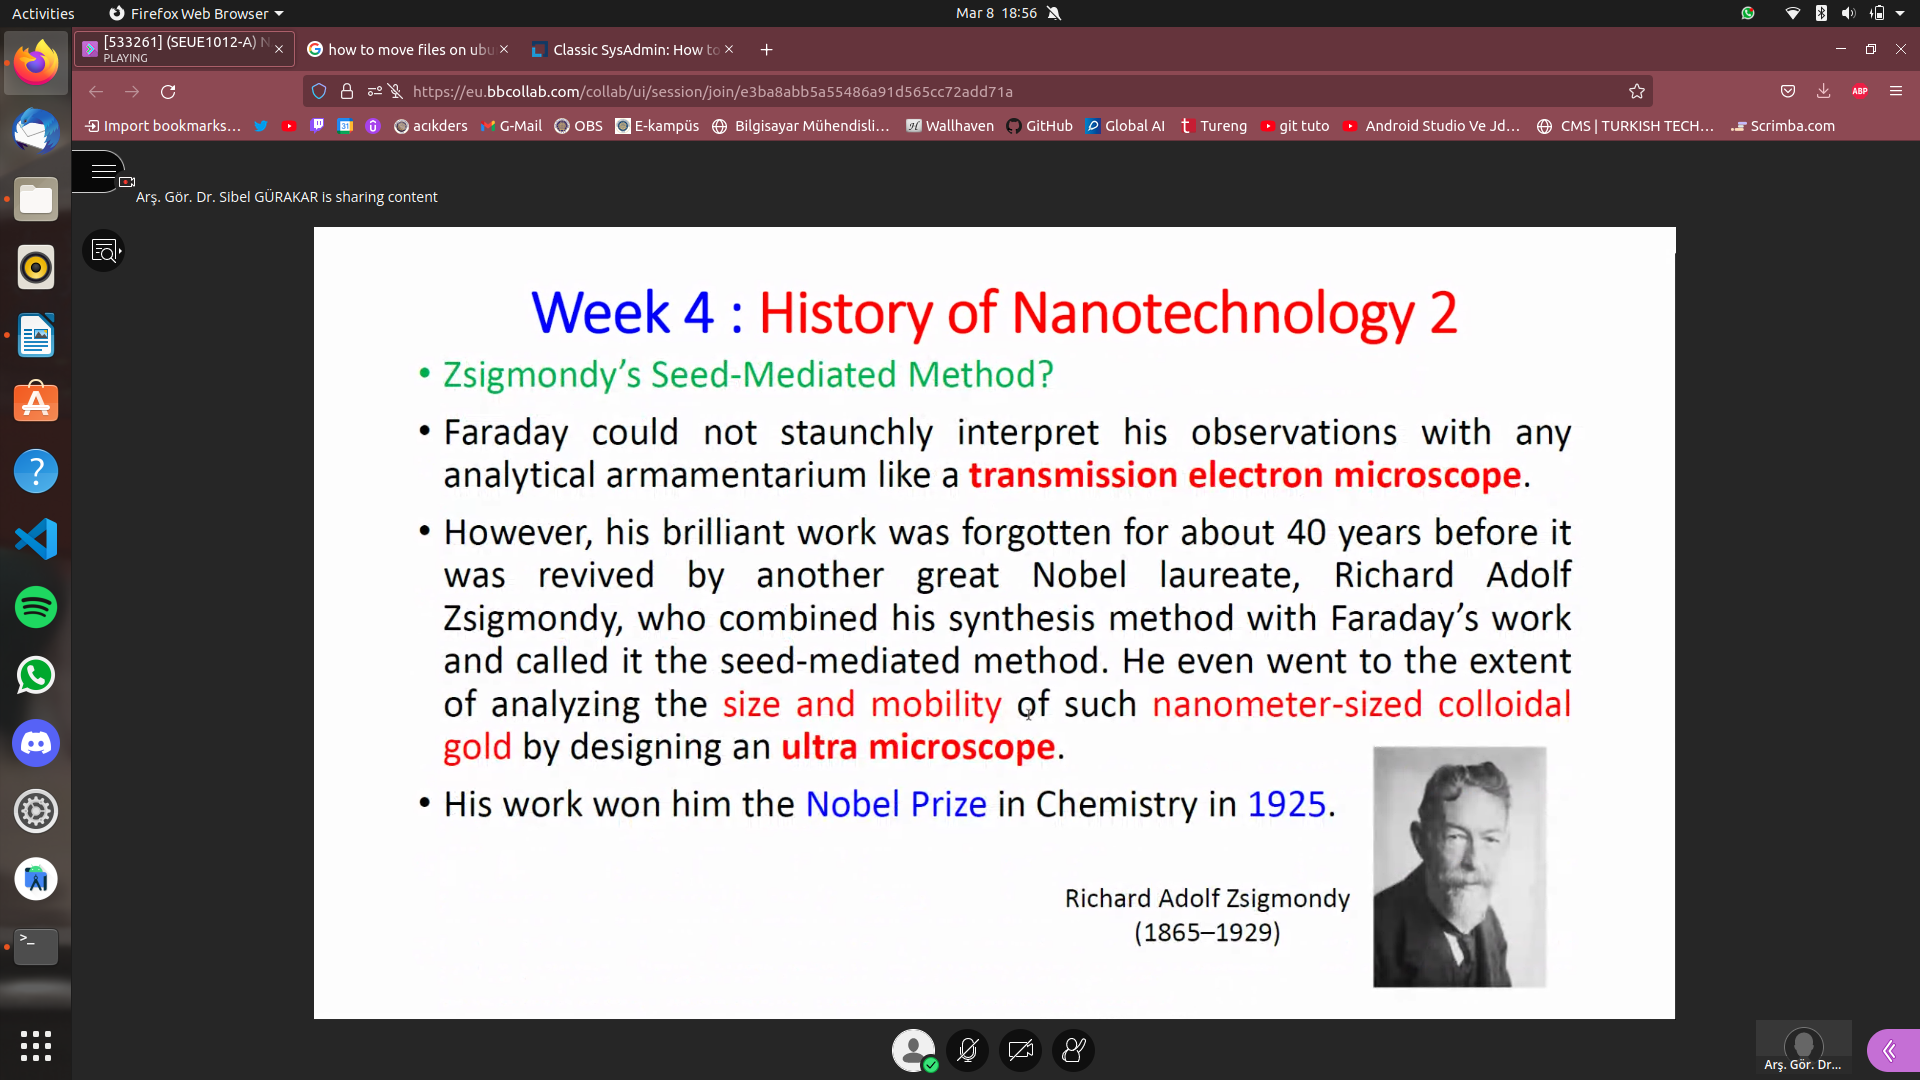 Activities
Firefox Web Browser
Mar 8 18:56
[533261] (SEUE1012-A) N
PLAYING
how to move files on ubu
Classic SysAdmin: How to
https://eu.bbcollab.com/collab/ui/session/join/e3ba8abb5a55486a91d565cc72add71a
ABP
Import bookmarks...
31
acıkders
G-Mail
OBS
E-kampüs
Bilgisayar Mühendisli...
Wallhaven
GitHub
Global AI
Tureng
git tuto
Android Studio Ve Jd...
CMS | TURKISH TECH...
Scrimba.com
Arş. Gör. Dr. Sibel GÜRAKAR is sharing content
Week 4 : History of Nanotechnology 2
• Zsigmondy’s Seed-Mediated Method?
• Faraday could not staunchly interpret his observations with any
analytical armamentarium like a transmission electron microscope.
• However, his brilliant work was forgotten for about 40 years before it
was revived by another great Nobel laureate, Richard Adolf
Zsigmondy, who combined his synthesis method with Faraday’s work
and called it the seed-mediated method. He even went to the extent
of analyzing the size and mobility of such nanometer-sized colloidal
gold by designing an ultra microscope.
• His work won him the Nobel Prize in Chemistry in 1925.
Richard Adolf Zsigmondy
(1865–1929)
Arş. Gör. Dr...